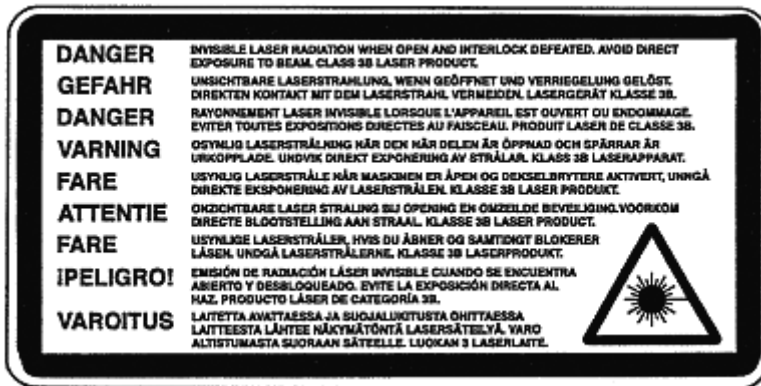 DANGER INVISIBLE LASER RADIATION WHEN OPEN AND INTERLOCK DEFEATED. AVOID DIRECT
EXPOSURE TO BEAM. CLASS 3B LASER PRODUCT.
GEFAHR UNSICHTBARE LASERSTRAHLUNG, WENN GEÖFFNET UND VERRIEGELUNG GELÖST.
DIREKTEN KONTAKT MIT DEM LASERSTRAHL VERMEIDEN. LASERGERÄT KLASSE 3B.
DANGER RAYONNEMENT LASER INVISIBLE LORSQUE L'APPAREIL EST OUVERT OU ENDOMMAGE.
EVITER TOUTES EXPOSITIONS DIRECTES AU FAISCEAU. PRODUIT LASER DE CLASSE 3B.
VARNING OSYNLIG LASERSTRÅLNING NÄR DEN HÄR DELEN ÄR ÖPPNAD OCH SPÄRRAR ÄR
URKOPPLADE. UNDVIK DIREKT EXPONERING AV STRÅLAR. KLASS 3B LASERAPPARAT.
FARE USYNLIG LASERSTRÅLE NÅR MASKINEN ER ÅPEN OG DEKSELBRYTERE AKTIVERT, UNNGÅ
DIREKTE EKSPONERING AV LASERSTRÅLEN. KLASSE 3B LASER PRODUKT.
ATTENTIE ONZICHTBARE LASER STRALING BIJ OPENING EN OMZEILDE BEVEILIGING.VOORKOM
DIRECTE BLOOTSTELLING AAN STRAAL. KLASSE 3B LASER PRODUCT.
FARE USYNLIGE LASERSTRÅLER, HVIS DU ÅBNER OG SAMTIDIGT BLOKERER
LÅSEN. UNDGÅ LASERSTRÅLERNE. KLASSE 3B LASERPRODUKT.
¡PELIGRO! EMISIÓN DE RADIACIÓN LÁSER INVISIBLE CUANDO SE ENCUENTRA
ABIERTO Y DESBLOQUEADO. EVITE LA EXPOSICIÓN DIRECTA AL
HAZ. PRODUCTO LÁSER DE CATEGORÍA 3B.
VAROITUS LAITETTA AVATTAESSA JA SUOJALUKITUSTA OHITTAESSA
LAITTEESTA LÄHTEE NÄKYMÄTÖNTÄ LASERSÄTEILYÄ. VARO
ALTISTUMASTA SUORAAN SÄTEELLE. LUOKAN 3 LASERLAITE.